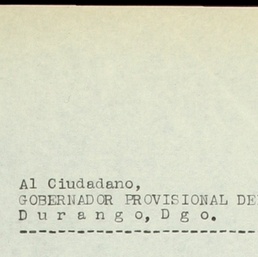 Al Ciudadano,
GOBERNADOR PROVISIONAL DE
D u r a n g o, D g o.